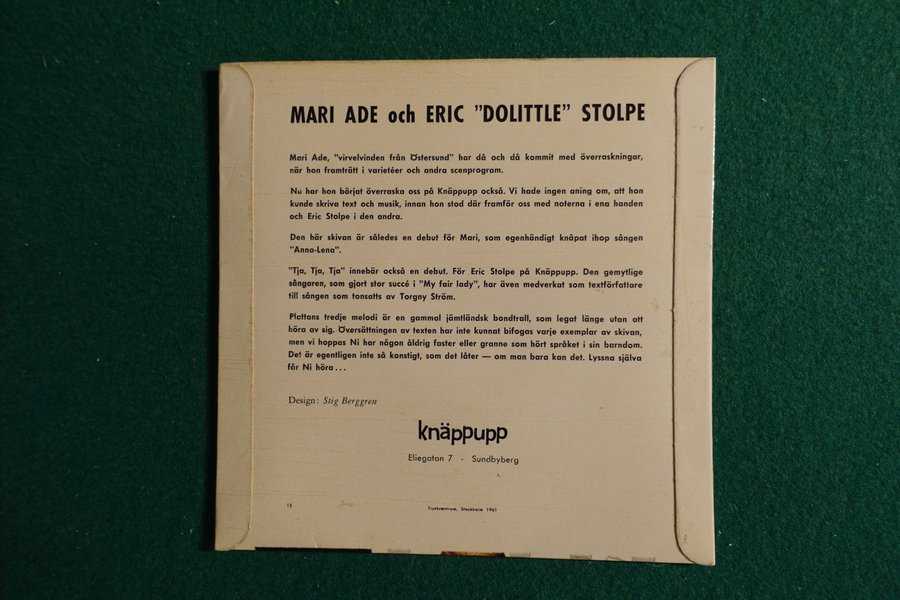 MARI ADE och ERIC "DOLITTLE" STOLPE
Mari Ade, "virvelvinden från Östersund" har då och då kommit med överraskningar,
när hon framträtt i varietéer och andra scenprogram.
Nu har hon börjat överraska oss på Knäppupp också. Vi hade ingen aning om, att hon
kunde skriva text och musik, innan hon stod där framför oss med noterna i ena handen
och Eric Stolpe i den andra.
Den här skivan är således en debut för Mari, som egenhändigt knåpat ihop sången
"Anna-Lena".
"Tja, Tja, Tja" innebär också en debut. För Eric Stolpe på Knäppupp. Den gemytlige
sångaren, som gjort stor succé i "My fair lady", har även medverkat som textförfattare
till sången som tonsatts av Torgny Ström.
Plattans tredje melodi är en gammal jämtländsk bondtrall, som legat länge utan att
höra av sig. Översättningen av texten har inte kunnat bifogas varje exemplar av skivan,
men vi hoppas Ni har någon åldrig faster eller granne som hört språket i sin barndom.
Det är egentligen inte så konstigt, som det låter — om man bara kan det. Lyssna själva
får Ni höra...
Design: Stig Berggren
knäppupp
Eliegatan 7 - Sundbyberg
13 Tryckcentrum, Stockholm 1961